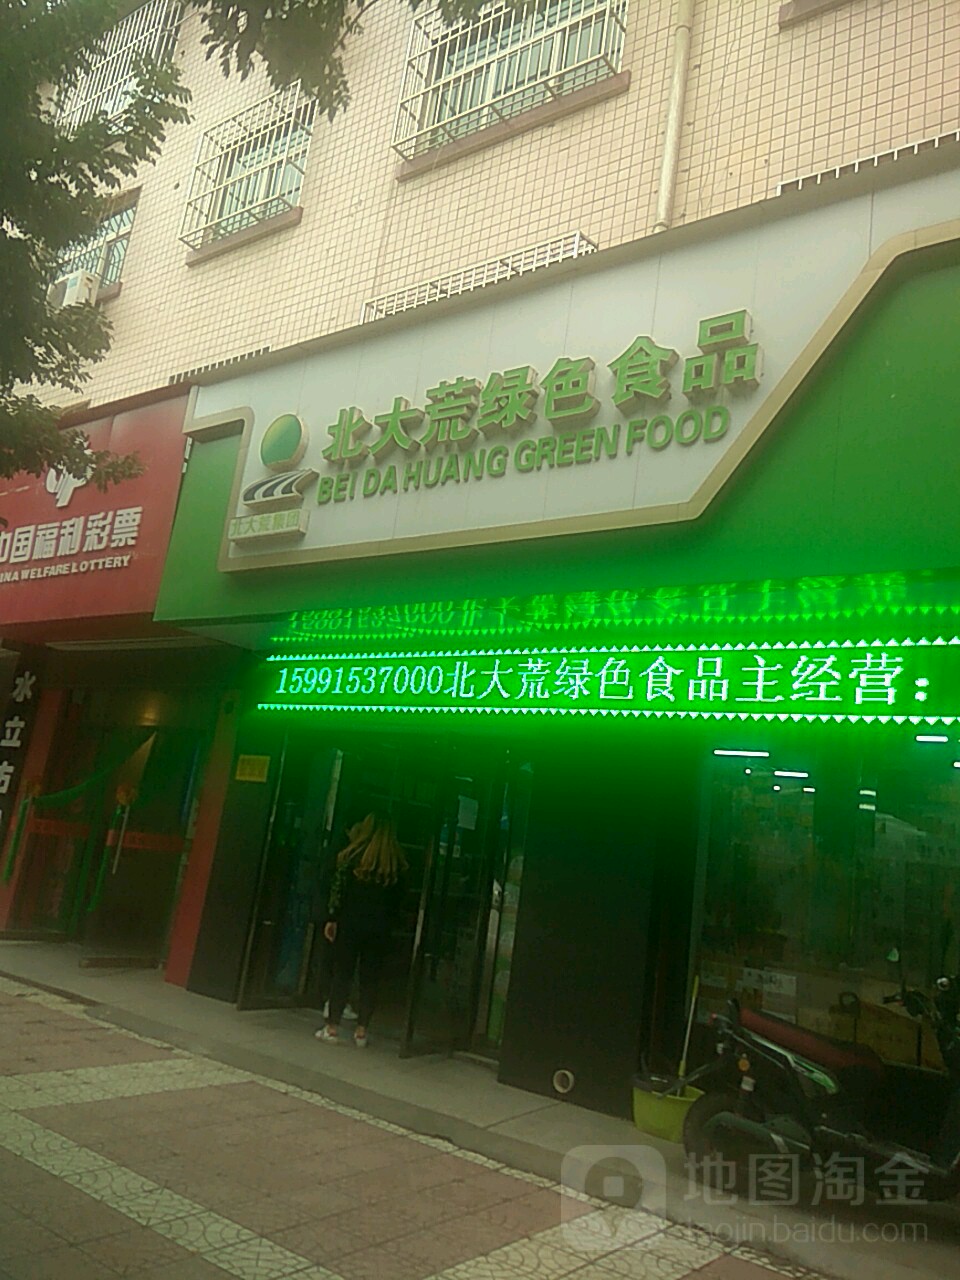 北大荒绿色食品
BEI DA HUANG GREEN FOOD
北大荒集团
中国福利彩票
INA WELFARE LOTTERY
15991537000北大荒绿色食品主经营:
水立
地图淘金
taojin.baidu.com